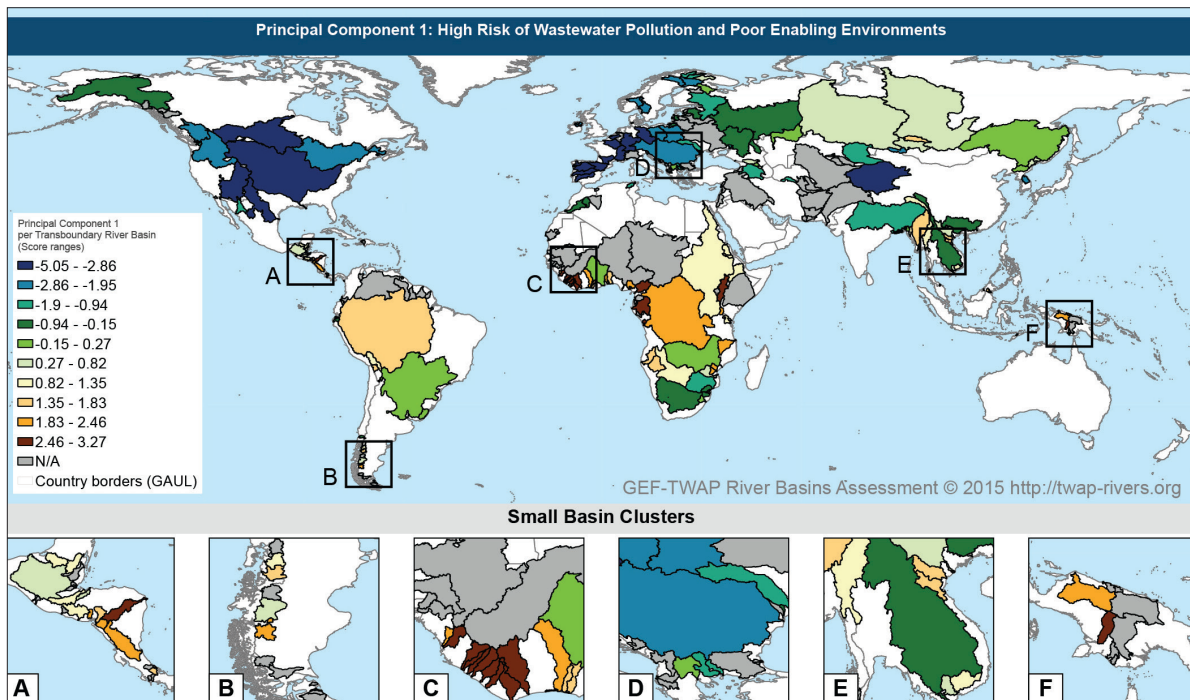 Principal Component 1: High Risk of Wastewater Pollution and Poor Enabling Environments
D
A
C
E
F
B
Principal Component 1
per Transboundary River Basin
(Score ranges)
-5.05 - -2.86
-2.86 - -1.95
-1.9 - -0.94
-0.94 - -0.15
-0.15 - 0.27
0.27 - 0.82
0.82 - 1.35
1.35 - 1.83
1.83 - 2.46
2.46 - 3.27
N/A
Country borders (GAUL)
GEF-TWAP River Basins Assessment © 2015 http://twap-rivers.org
Small Basin Clusters
A
B
C
D
E
F